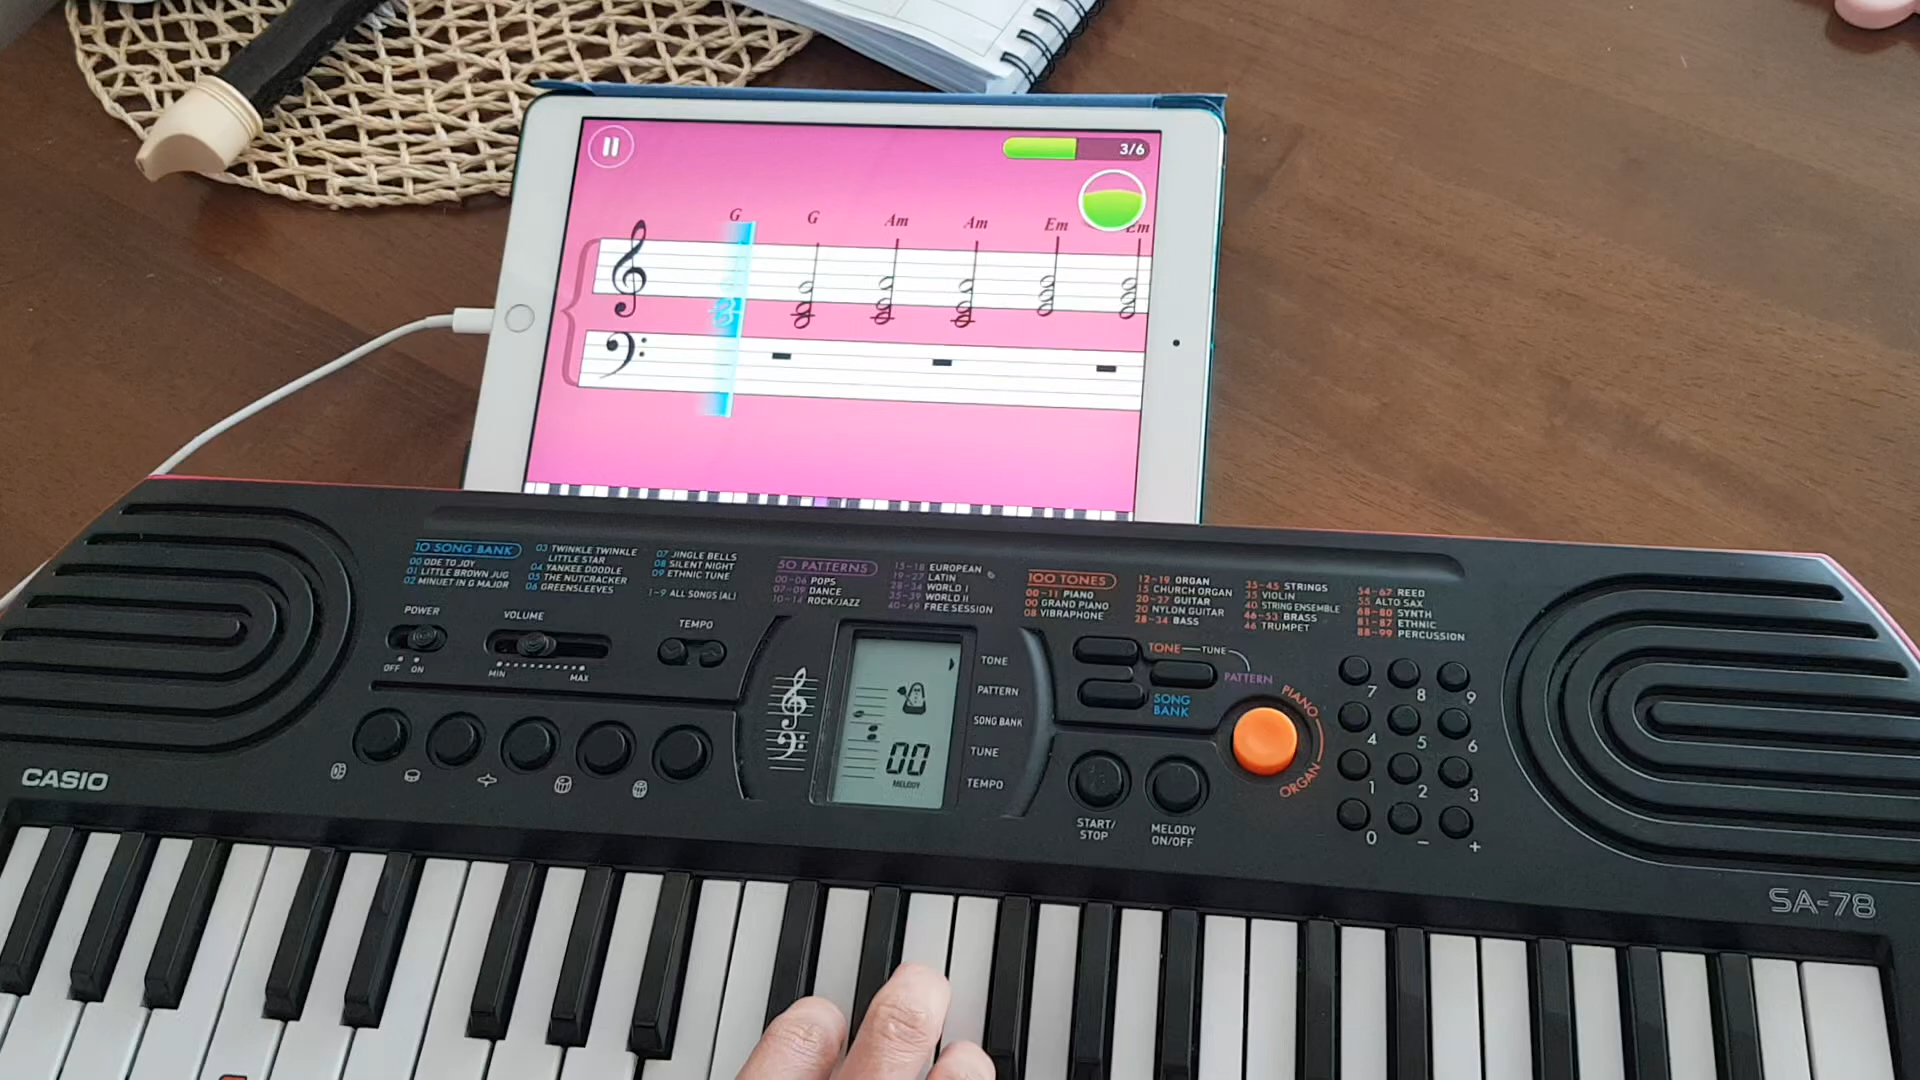 3/6
G G Am Am Em Em
10 SONG BANK
00 ODE TO JOY
01 LITTLE BROWN JUG
02 MINUET IN G MAJOR
03 TWINKLE TWINKLE
LITTLE STAR
04 YANKEE DOODLE
05 THE NUTCRACKER
06 GREENSLEEVES
07 JINGLE BELLS
08 SILENT NIGHT
09 ETHNIC TUNE
1-9 ALL SONGS (AL)
50 PATTERNS
00-06 POPS
07-09 DANCE
10-14 ROCK/JAZZ
15-18 EUROPEAN
19-27 LATIN
28-34 WORLD I
35-39 WORLD II
40-49 FREE SESSION
100 TONES
00-11 PIANO
00 GRAND PIANO
08 VIBRAPHONE
12-19 ORGAN
15 CHURCH ORGAN
20-27 GUITAR
20 NYLON GUITAR
28-34 BASS
35-45 STRINGS
35 VIOLIN
40 STRING ENSEMBLE
46-53 BRASS
46 TRUMPET
54-67 REED
55 ALTO SAX
68-80 SYNTH
81-87 ETHNIC
88-99 PERCUSSION
POWER
OFF ON
VOLUME
MIN MAX
TEMPO
TONE
PATTERN
SONG BANK
TUNE
TEMPO
00
MELODY
TONE TUNE
PATTERN
SONG
BANK
PIANO
ORGAN
START/
STOP
MELODY
ON/OFF
7 8 9
4 5 6
1 2 3
0 - +
CASIO
SA-78